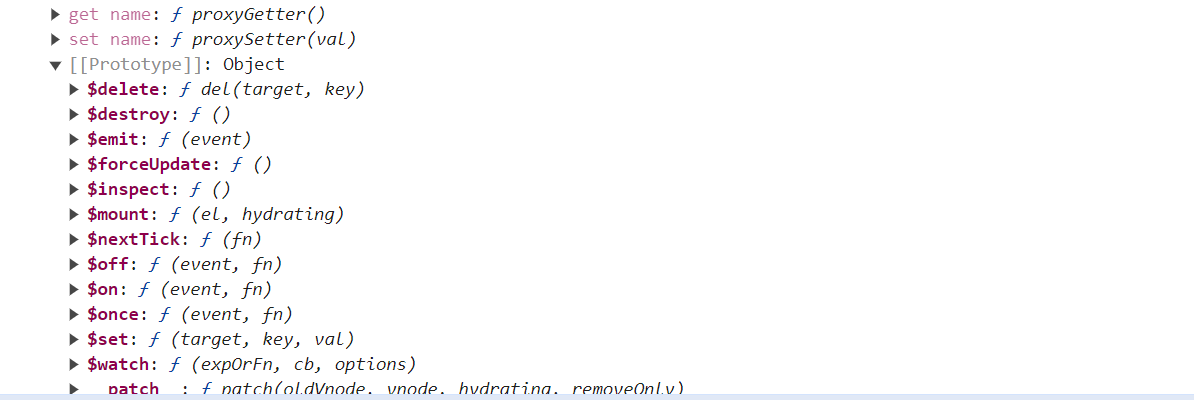 get name: ƒ proxyGetter()
set name: ƒ proxySetter(val)
[[Prototype]]: Object
$delete: ƒ del(target, key)
$destroy: ƒ ()
$emit: ƒ (event)
$forceUpdate: ƒ ()
$inspect: ƒ ()
$mount: ƒ (el, hydrating)
$nextTick: ƒ (fn)
$off: ƒ (event, fn)
$on: ƒ (event, fn)
$once: ƒ (event, fn)
$set: ƒ (target, key, val)
$watch: ƒ (expOrFn, cb, options)
__patch__: ƒ patch(oldVnode, vnode, hydrating, removeOnly)